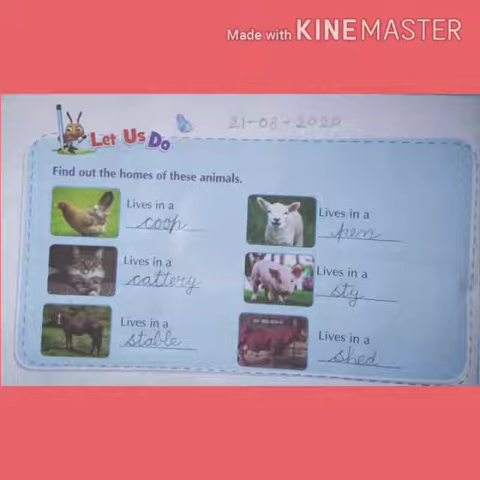 Made with KINEMASTER
21-08-2020
Let Us Do
Find out the homes of these animals.
Lives in a
coop
Lives in a
pen
Lives in a
cattery
Lives in a
sty
Lives in a
stable
Lives in a
shed